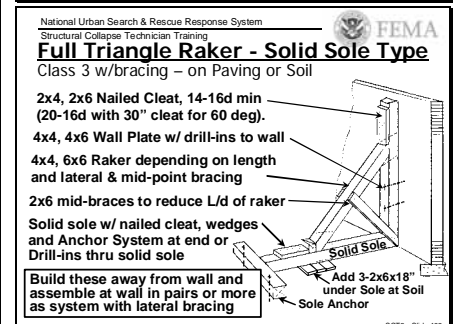 National Urban Search & Rescue Response System
Structural Collapse Technician Training
FEMA
Full Triangle Raker - Solid Sole Type
Class 3 w/bracing – on Paving or Soil
2x4, 2x6 Nailed Cleat, 14-16d min
(20-16d with 30” cleat for 60 deg).
4x4, 4x6 Wall Plate w/ drill-ins to wall
4x4, 6x6 Raker depending on length
and lateral & mid-point bracing
2x6 mid-braces to reduce L/d of raker
Solid sole w/ nailed cleat, wedges
and Anchor System at end or
Drill-ins thru solid sole
Solid Sole
Build these away from wall and
assemble at wall in pairs or more
as system with lateral bracing
Add 3-2x6x18”
under Sole at Soil
Sole Anchor